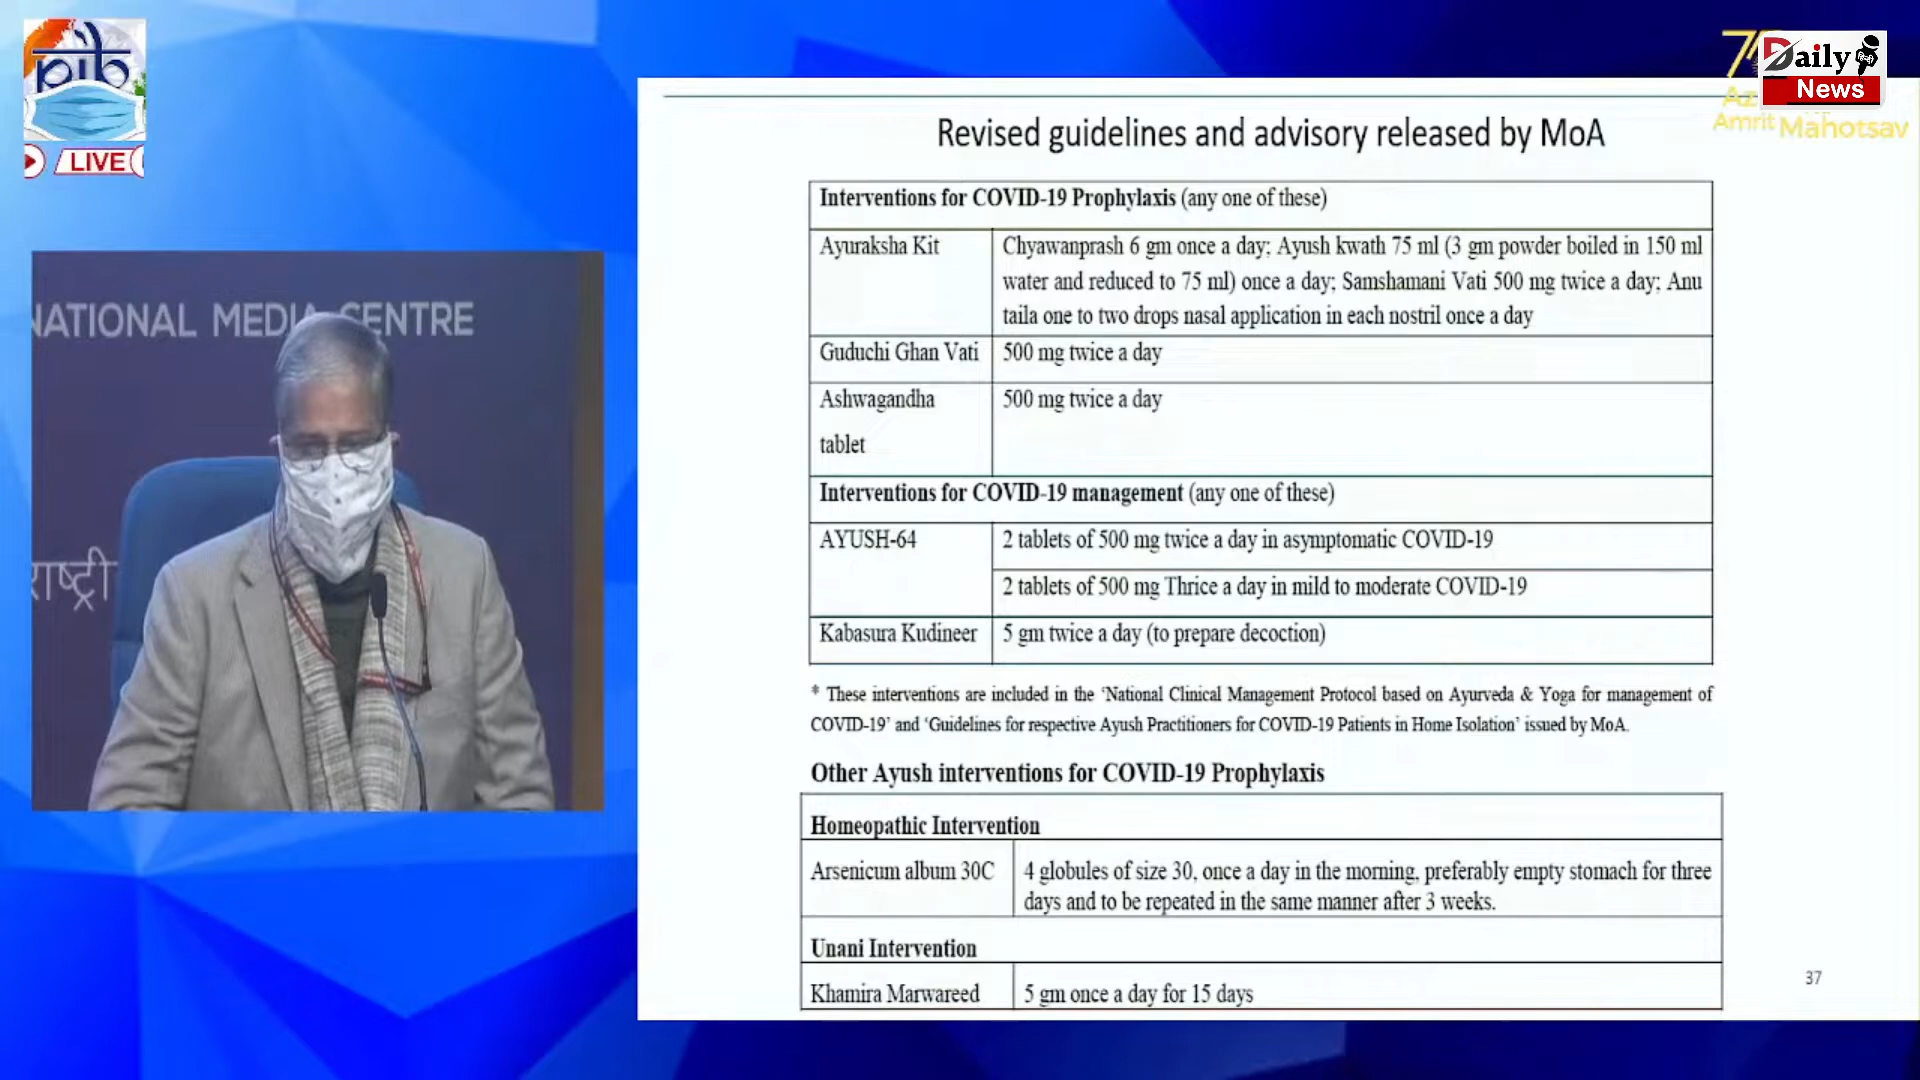 pib
LIVE
NATIONAL MEDIA CENTRE
राष्ट्री
Daily
News
Amrit Mahotsav
Revised guidelines and advisory released by MoA
Interventions for COVID-19 Prophylaxis (any one of these)
Ayuraksha Kit
Chyawanprash 6 gm once a day; Ayush kwath 75 ml (3 gm powder boiled in 150 ml
water and reduced to 75 ml) once a day; Samshamani Vati 500 mg twice a day; Anu
taila one to two drops nasal application in each nostril once a day
Guduchi Ghan Vati
500 mg twice a day
Ashwagandha
tablet
500 mg twice a day
Interventions for COVID-19 management (any one of these)
AYUSH-64
2 tablets of 500 mg twice a day in asymptomatic COVID-19
2 tablets of 500 mg Thrice a day in mild to moderate COVID-19
Kabasura Kudineer
5 gm twice a day (to prepare decoction)
* These interventions are included in the ‘National Clinical Management Protocol based on Ayurveda & Yoga for management of
COVID-19’ and ‘Guidelines for respective Ayush Practitioners for COVID-19 Patients in Home Isolation’ issued by MoA.
Other Ayush interventions for COVID-19 Prophylaxis
Homeopathic Intervention
Arsenicum album 30C
4 globules of size 30, once a day in the morning, preferably empty stomach for three
days and to be repeated in the same manner after 3 weeks.
Unani Intervention
Khamira Marwareed
5 gm once a day for 15 days
37